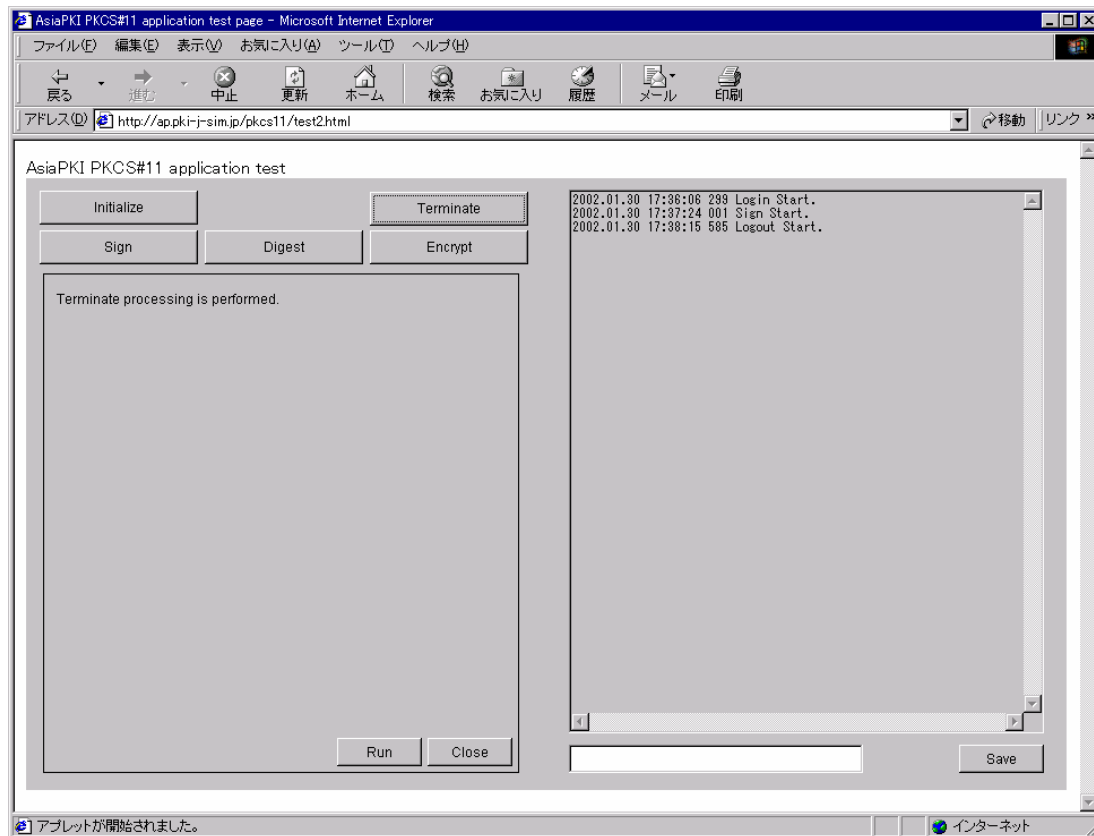 AsiaPKI PKCS#11 application test page - Microsoft Internet Explorer
ファイル(F) 編集(E) 表示(V) お気に入り(A) ツール(T) ヘルプ(H)
戻る 進む 中止 更新 ホーム 検索 お気に入り 履歴 メール 印刷
アドレス(D) http://ap.pki-j-sim.jp/pkcs11/test2.html 移動 リンク »
AsiaPKI PKCS#11 application test
Initialize Terminate
Sign Digest Encrypt
Terminate processing is performed.
Run Close
2002.01.30 17:36:06 299 Login Start.
2002.01.30 17:37:24 001 Sign Start.
2002.01.30 17:38:15 585 Logout Start.
Save
アプレットが開始されました。 インターネット